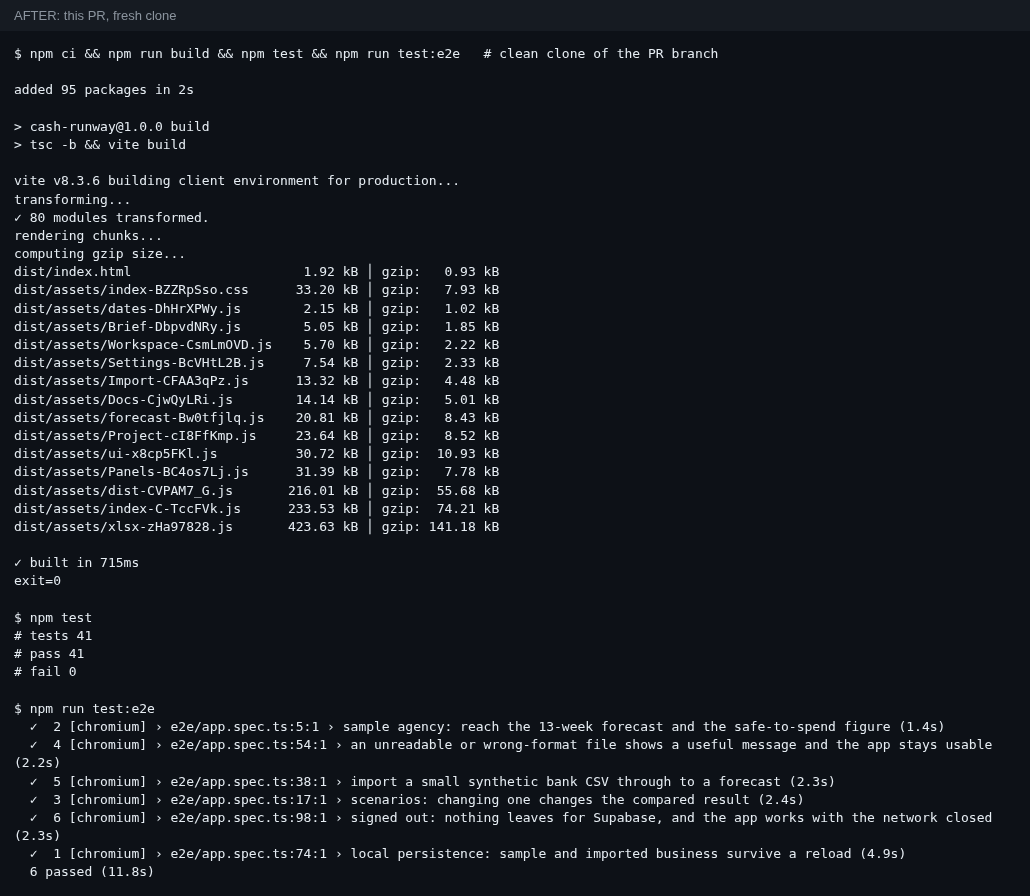 AFTER: this PR, fresh clone
$ npm ci && npm run build && npm test && npm run test:e2e   # clean clone of the PR branch
added 95 packages in 2s
> cash-runway@1.0.0 build
> tsc -b && vite build
vite v8.3.6 building client environment for production...
transforming...
✓ 80 modules transformed.
rendering chunks...
computing gzip size...
dist/index.html                      1.92 kB │ gzip:   0.93 kB
dist/assets/index-BZZRpSso.css      33.20 kB │ gzip:   7.93 kB
dist/assets/dates-DhHrXPWy.js        2.15 kB │ gzip:   1.02 kB
dist/assets/Brief-DbpvdNRy.js        5.05 kB │ gzip:   1.85 kB
dist/assets/Workspace-CsmLmOVD.js    5.70 kB │ gzip:   2.22 kB
dist/assets/Settings-BcVHtL2B.js     7.54 kB │ gzip:   2.33 kB
dist/assets/Import-CFAA3qPz.js      13.32 kB │ gzip:   4.48 kB
dist/assets/Docs-CjwQyLRi.js        14.14 kB │ gzip:   5.01 kB
dist/assets/forecast-Bw0tfjlq.js    20.81 kB │ gzip:   8.43 kB
dist/assets/Project-cI8FfKmp.js     23.64 kB │ gzip:   8.52 kB
dist/assets/ui-x8cp5FKl.js          30.72 kB │ gzip:  10.93 kB
dist/assets/Panels-BC4os7Lj.js      31.39 kB │ gzip:   7.78 kB
dist/assets/dist-CVPAM7_G.js       216.01 kB │ gzip:  55.68 kB
dist/assets/index-C-TccFVk.js      233.53 kB │ gzip:  74.21 kB
dist/assets/xlsx-zHa97828.js       423.63 kB │ gzip: 141.18 kB
✓ built in 715ms
exit=0
$ npm test
# tests 41
# pass 41
# fail 0
$ npm run test:e2e
  ✓  2 [chromium] › e2e/app.spec.ts:5:1 › sample agency: reach the 13-week forecast and the safe-to-spend figure (1.4s)
  ✓  4 [chromium] › e2e/app.spec.ts:54:1 › an unreadable or wrong-format file shows a useful message and the app stays usable
(2.2s)
  ✓  5 [chromium] › e2e/app.spec.ts:38:1 › import a small synthetic bank CSV through to a forecast (2.3s)
  ✓  3 [chromium] › e2e/app.spec.ts:17:1 › scenarios: changing one changes the compared result (2.4s)
  ✓  6 [chromium] › e2e/app.spec.ts:98:1 › signed out: nothing leaves for Supabase, and the app works with the network closed
(2.3s)
  ✓  1 [chromium] › e2e/app.spec.ts:74:1 › local persistence: sample and imported business survive a reload (4.9s)
  6 passed (11.8s)